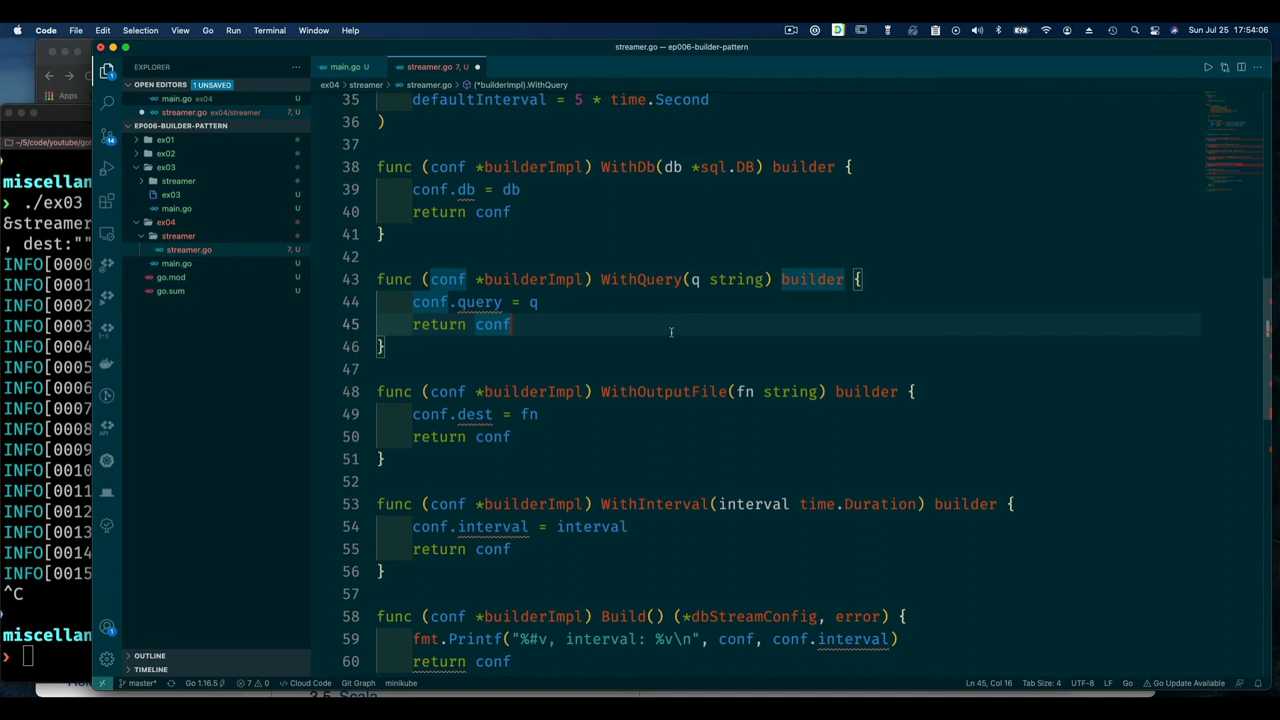 Code File Edit Selection View Go Run Terminal Window Help Sun Jul 25 17:54:06
streamer.go — ep006-builder-pattern
Apps
~/S/code/youtube/go
miscellan
❯ ./ex03
&streamer
, dest:""
INFO[0000
INFO[0001
INFO[0002
INFO[0003
INFO[0004
INFO[0005
INFO[0006
INFO[0007
INFO[0008
INFO[0009
INFO[0010
INFO[0011
INFO[0012
INFO[0013
INFO[0014
INFO[0015
^C
miscellan
❯
EXPLORER
OPEN EDITORS 1 UNSAVED
main.go ex04
streamer.go ex04/streamer 7, U
EP006-BUILDER-PATTERN
ex01
ex02
ex03
streamer
ex03 U
main.go U
ex04
streamer
streamer.go 7, U
main.go U
go.mod U
go.sum U
OUTLINE
TIMELINE
main.go U streamer.go 7, U
ex04 › streamer › streamer.go › (*builderImpl).WithQuery
35 defaultInterval = 5 * time.Second
36 )
37
38 func (conf *builderImpl) WithDb(db *sql.DB) builder {
39 conf.db = db
40 return conf
41 }
42
43 func (conf *builderImpl) WithQuery(q string) builder {
44 conf.query = q
45 return conf
46 }
47
48 func (conf *builderImpl) WithOutputFile(fn string) builder {
49 conf.dest = fn
50 return conf
51 }
52
53 func (conf *builderImpl) WithInterval(interval time.Duration) builder {
54 conf.interval = interval
55 return conf
56 }
57
58 func (conf *builderImpl) Build() (*dbStreamConfig, error) {
59 fmt.Printf("%#v, interval: %v\n", conf, conf.interval)
60 return conf
master* Go 1.16.5 7 0 Cloud Code Git Graph minikube Ln 45, Col 16 Tab Size: 4 UTF-8 LF Go Go Update Available
3.5 Scala